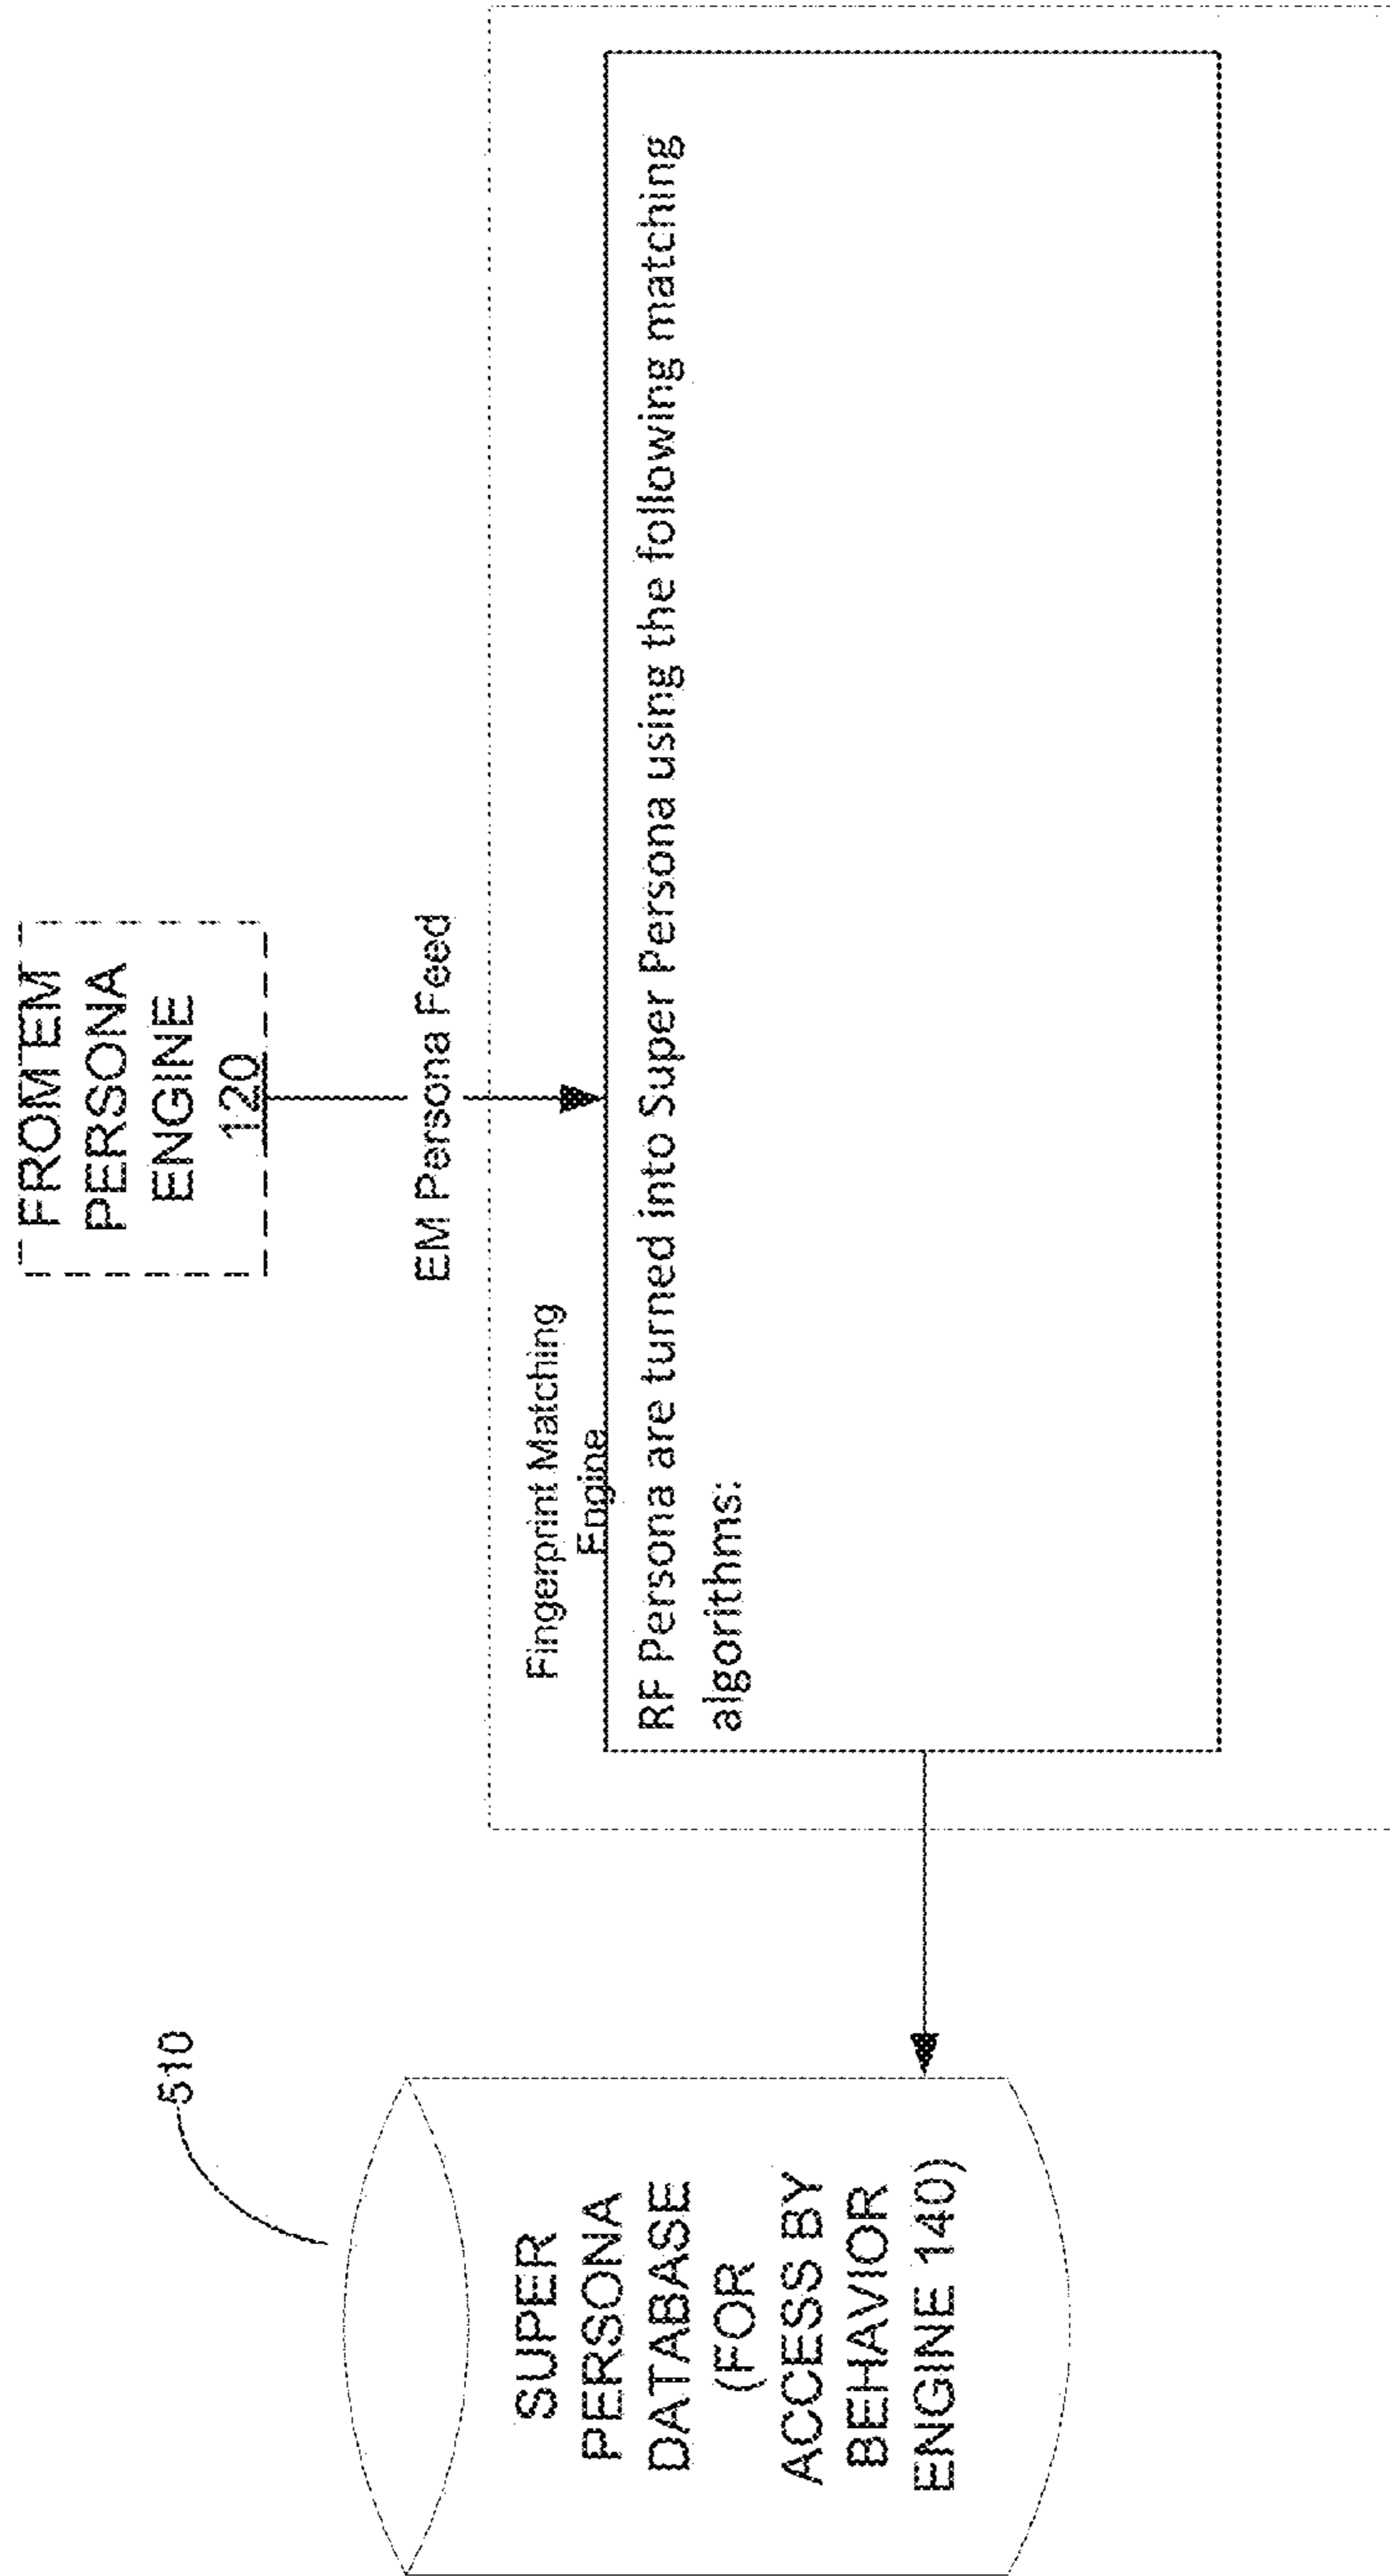 FROM EM
PERSONA
ENGINE
120
EM Persona Feed
Fingerprint Matching
Engine
RF Persona are turned into Super Persona using the following matching
algorithms:
510
SUPER
PERSONA
DATABASE
(FOR
ACCESS BY
BEHAVIOR
ENGINE 140)